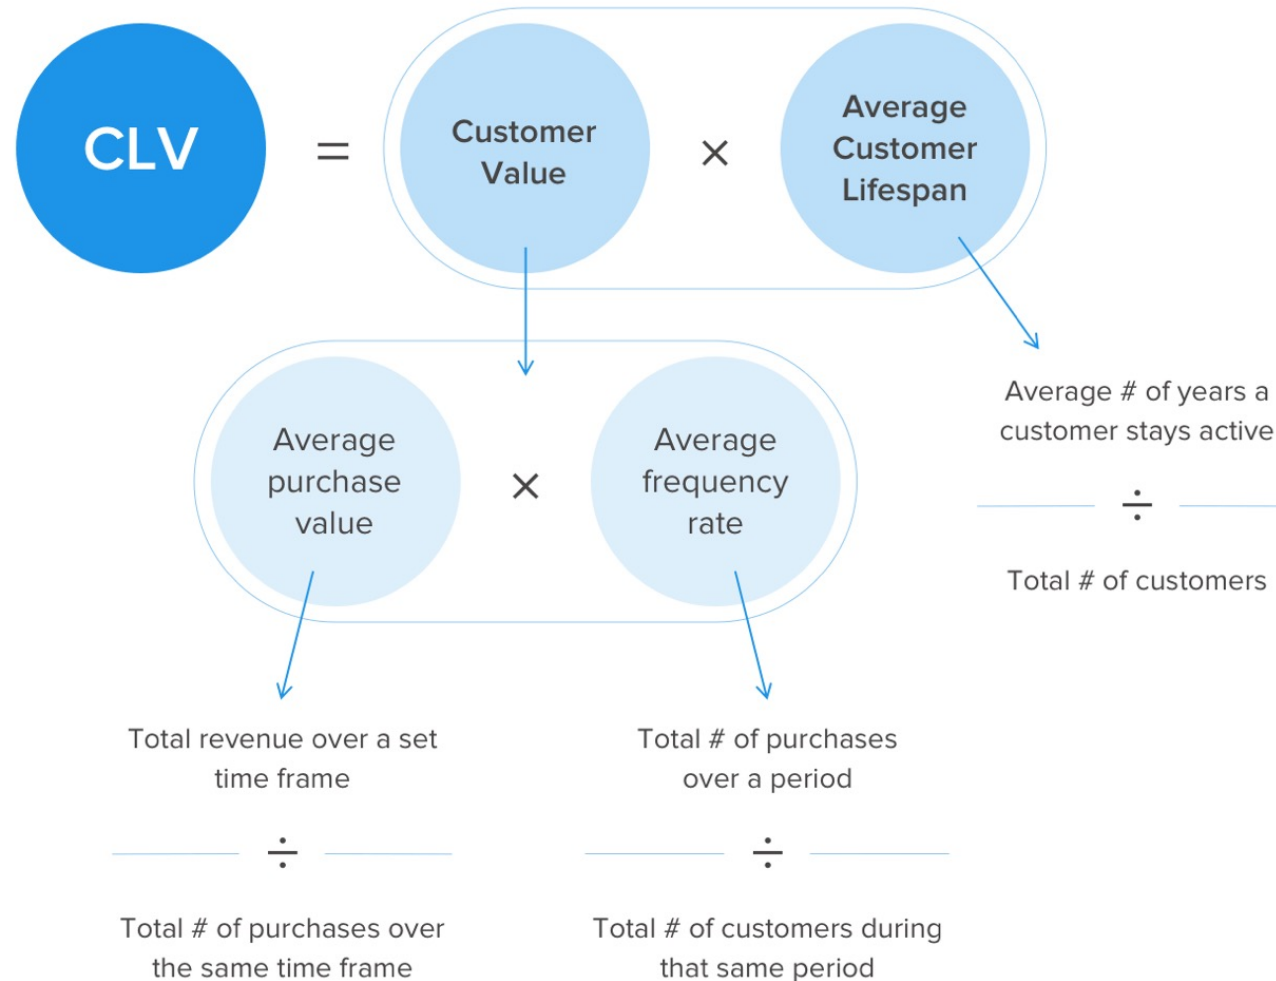 CLV
=
Customer
Value
×
Average
Customer
Lifespan
Average
purchase
value
×
Average
frequency
rate
Average # of years a
customer stays active
÷
Total # of customers
Total revenue over a set
time frame
÷
Total # of purchases over
the same time frame
Total # of purchases
over a period
÷
Total # of customers during
that same period